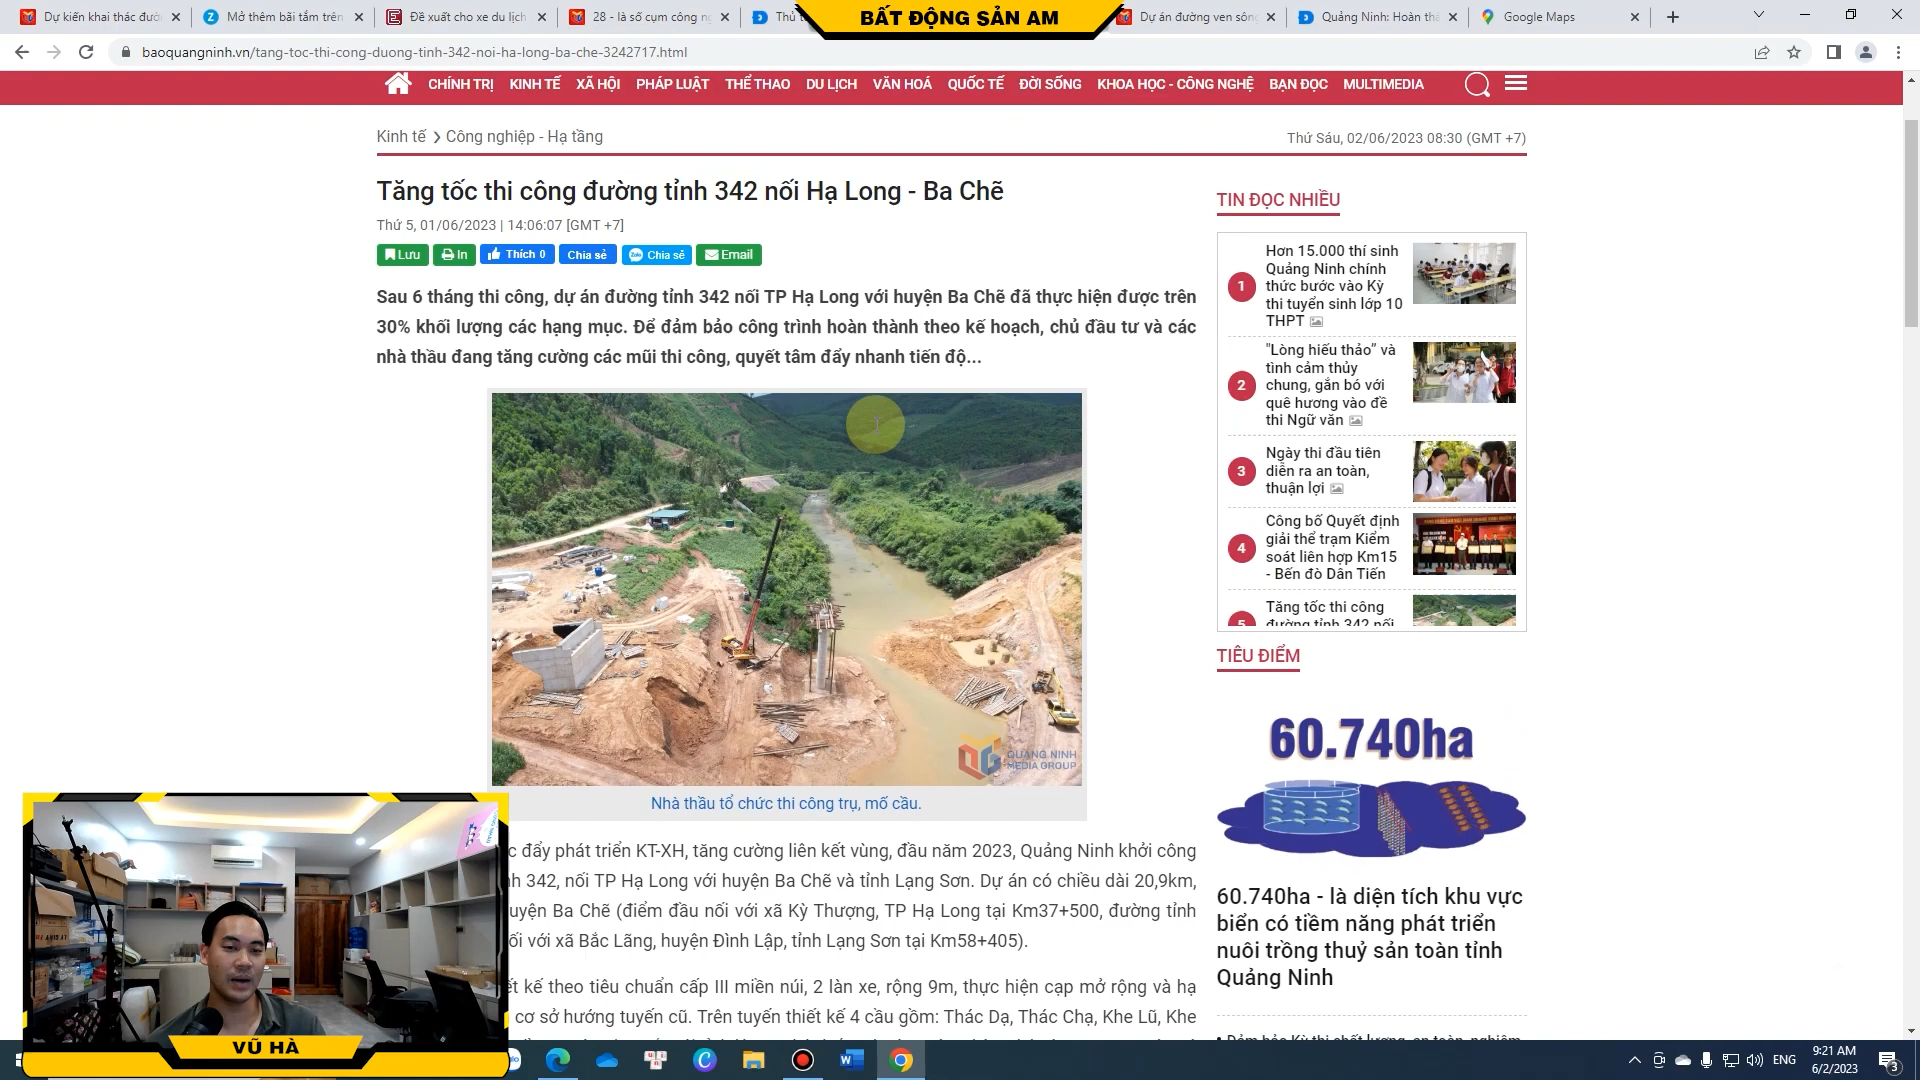 Dự kiến khai thác đườ
Mở thêm bãi tắm trên
Đề xuất cho xe du lịch
28 - là số cụm công n
Thủ t
BẤT ĐỘNG SẢN AM
Dự án đường ven sôn
Quảng Ninh: Hoàn th
Google Maps
baoquangninh.vn/tang-toc-thi-cong-duong-tinh-342-noi-ha-long-ba-che-3242717.html
CHÍNH TRỊ KINH TẾ XÃ HỘI PHÁP LUẬT THỂ THAO DU LỊCH VĂN HOÁ QUỐC TẾ ĐỜI SỐNG KHOA HỌC - CÔNG NGHỆ BẠN ĐỌC MULTIMEDIA
Kinh tế Công nghiệp - Hạ tầng
Thứ Sáu, 02/06/2023 08:30 (GMT +7)
Tăng tốc thi công đường tỉnh 342 nối Hạ Long - Ba Chẽ
Thứ 5, 01/06/2023 | 14:06:07 [GMT +7]
Lưu In Thích 0 Chia sẻ Zalo Chia sẻ Email
Sau 6 tháng thi công, dự án đường tỉnh 342 nối TP Hạ Long với huyện Ba Chẽ đã thực hiện được trên
30% khối lượng các hạng mục. Để đảm bảo công trình hoàn thành theo kế hoạch, chủ đầu tư và các
nhà thầu đang tăng cường các mũi thi công, quyết tâm đẩy nhanh tiến độ...
QUANG NINH
MEDIA GROUP
Nhà thầu tổ chức thi công trụ, mố cầu.
c đẩy phát triển KT-XH, tăng cường liên kết vùng, đầu năm 2023, Quảng Ninh khởi công
nh 342, nối TP Hạ Long với huyện Ba Chẽ và tỉnh Lạng Sơn. Dự án có chiều dài 20,9km,
uyện Ba Chẽ (điểm đầu nối với xã Kỳ Thượng, TP Hạ Long tại Km37+500, đường tỉnh
ối với xã Bắc Lãng, huyện Đình Lập, tỉnh Lạng Sơn tại Km58+405).
ết kế theo tiêu chuẩn cấp III miền núi, 2 làn xe, rộng 9m, thực hiện cạp mở rộng và hạ
cơ sở hướng tuyến cũ. Trên tuyến thiết kế 4 cầu gồm: Thác Dạ, Thác Chạ, Khe Lũ, Khe
TIN ĐỌC NHIỀU
1
Hơn 15.000 thí sinh
Quảng Ninh chính
thức bước vào Kỳ
thi tuyển sinh lớp 10
THPT
2
"Lòng hiếu thảo” và
tình cảm thủy
chung, gắn bó với
quê hương vào đề
thi Ngữ văn
3
Ngày thi đầu tiên
diễn ra an toàn,
thuận lợi
4
Công bố Quyết định
giải thể trạm Kiểm
soát liên hợp Km15
- Bến đò Dân Tiến
5
Tăng tốc thi công
đường tỉnh 342 nối
TIÊU ĐIỂM
60.740ha
60.740ha - là diện tích khu vực
biển có tiềm năng phát triển
nuôi trồng thuỷ sản toàn tỉnh
Quảng Ninh
VŨ HÀ
ENG
9:21 AM
6/2/2023
3